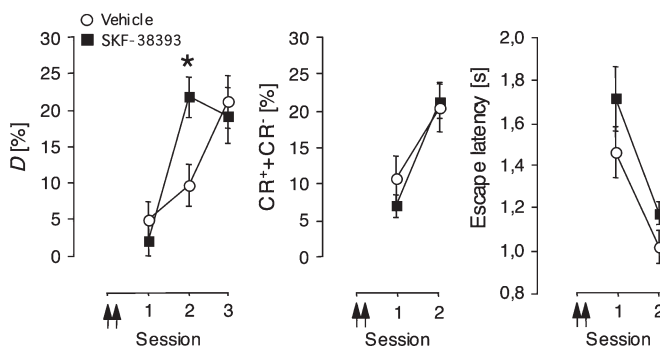 Vehicle
SKF-38393
D [%]
30
25
20
15
10
5
0
*
1 2 3
Session
CR⁺+CR⁻ [%]
30
25
20
15
10
5
0
1 2
Session
Escape latency [s]
2,0
1,8
1,6
1,4
1,2
1,0
0,8
1 2
Session